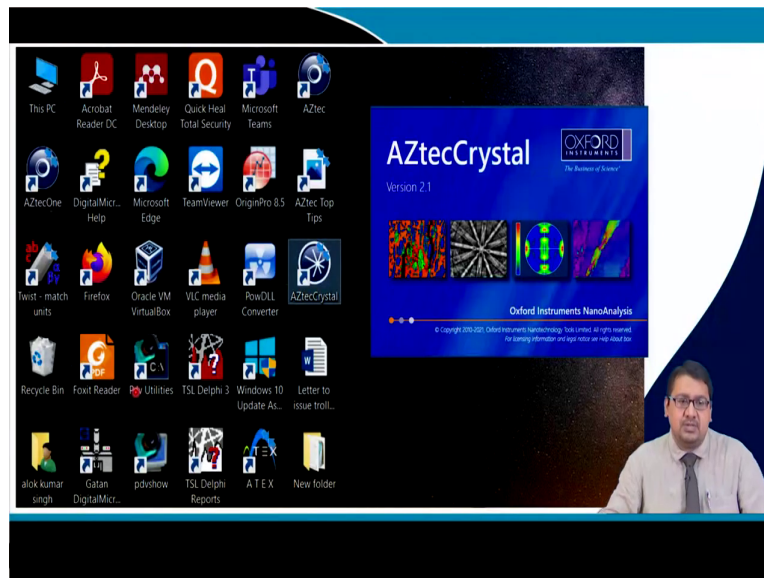 This PC
Acrobat
Reader DC
Mendeley
Desktop
Quick Heal
Total Security
Microsoft
Teams
AZtec
AZtecOne
DigitalMicr...
Help
Microsoft
Edge
TeamViewer
OriginPro 8.5
AZtec Top
Tips
Twist - match
units
Firefox
Oracle VM
VirtualBox
VLC media
player
PowDLL
Converter
AZtecCrystal
Recycle Bin
Foxit Reader
Utilities
TSL Delphi 3
Windows 10
Update As...
Letter to
issue troll...
alok kumar
singh
Gatan
DigitalMicr...
pdvshow
TSL Delphi
Reports
A T E X
New folder
AZtecCrystal
Version 2.1
OXFORD
INSTRUMENTS
The Business of Science®
Oxford Instruments NanoAnalysis
© Copyright 2010-2021, Oxford Instruments Nanotechnology Tools Limited. All rights reserved.
For licensing information and legal notice see Help About box.